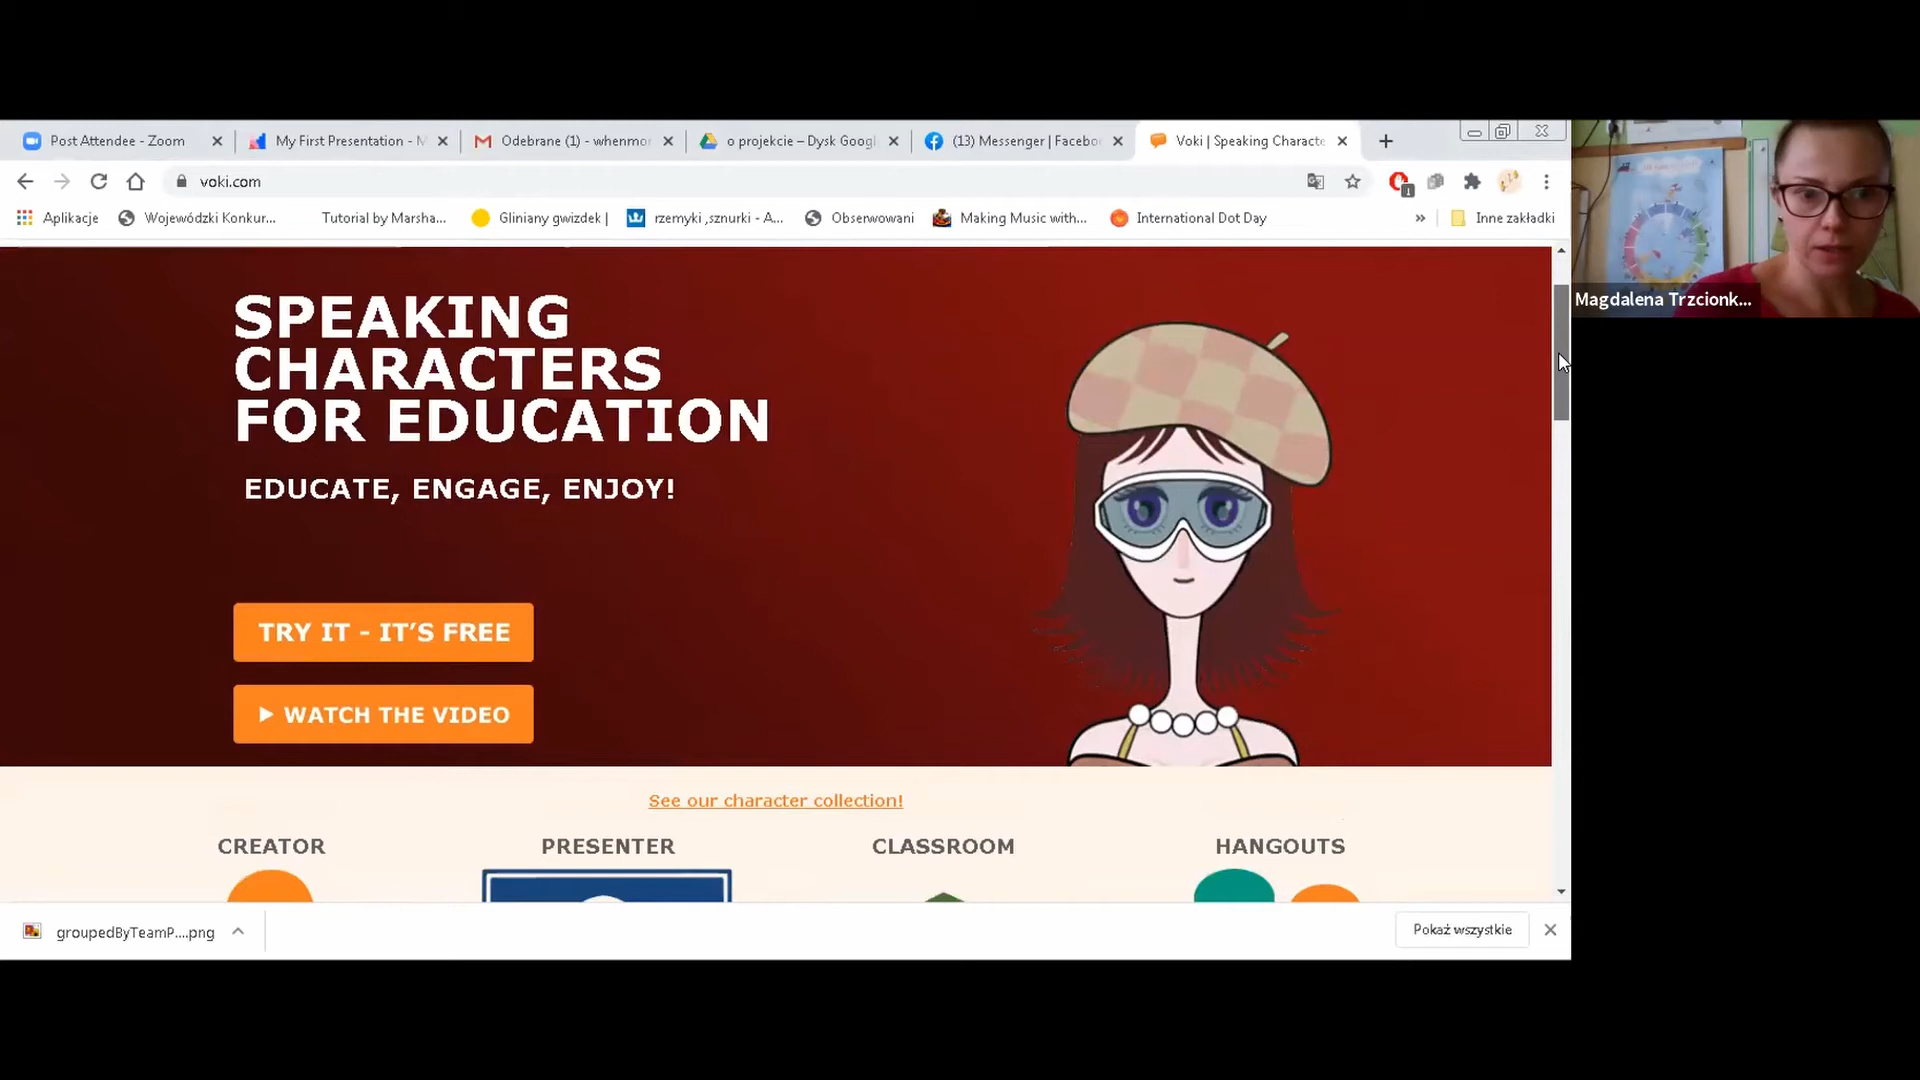 Post Attendee - Zoom
My First Presentation - M
Odebrane (1) - whenmor
o projekcie – Dysk Googl
(13) Messenger | Facebo
Voki | Speaking Characte
voki.com
Aplikacje
Wojewódzki Konkur...
Tutorial by Marsha...
Gliniany gwizdek |
rzemyki ,sznurki - A...
Obserwowani
Making Music with...
International Dot Day
»
Inne zakładki
SPEAKING
CHARACTERS
FOR EDUCATION
EDUCATE, ENGAGE, ENJOY!
TRY IT - IT’S FREE
WATCH THE VIDEO
See our character collection!
CREATOR
PRESENTER
CLASSROOM
HANGOUTS
groupedByTeamP....png
Pokaż wszystkie
Magdalena Trzcionk...
1